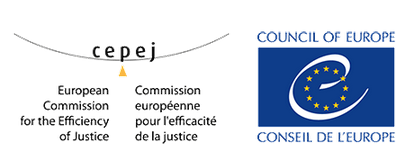 cepej
European
Commission
for the Efficiency
of Justice
Commission
européenne
pour l'efficacité
de la justice
COUNCIL OF EUROPE
CONSEIL DE L'EUROPE